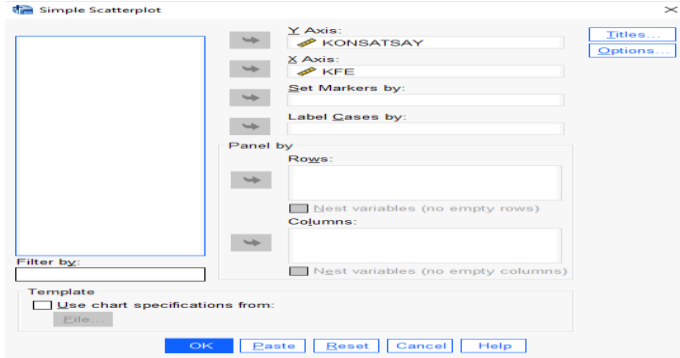 Simple Scatterplot
Y Axis:
KONSATSAY
X Axis:
KFE
Set Markers by:
Label Cases by:
Titles...
Options...
Panel by
Rows:
Nest variables (no empty rows)
Columns:
Nest variables (no empty columns)
Filter by:
Template
Use chart specifications from:
File...
OK
Paste
Reset
Cancel
Help